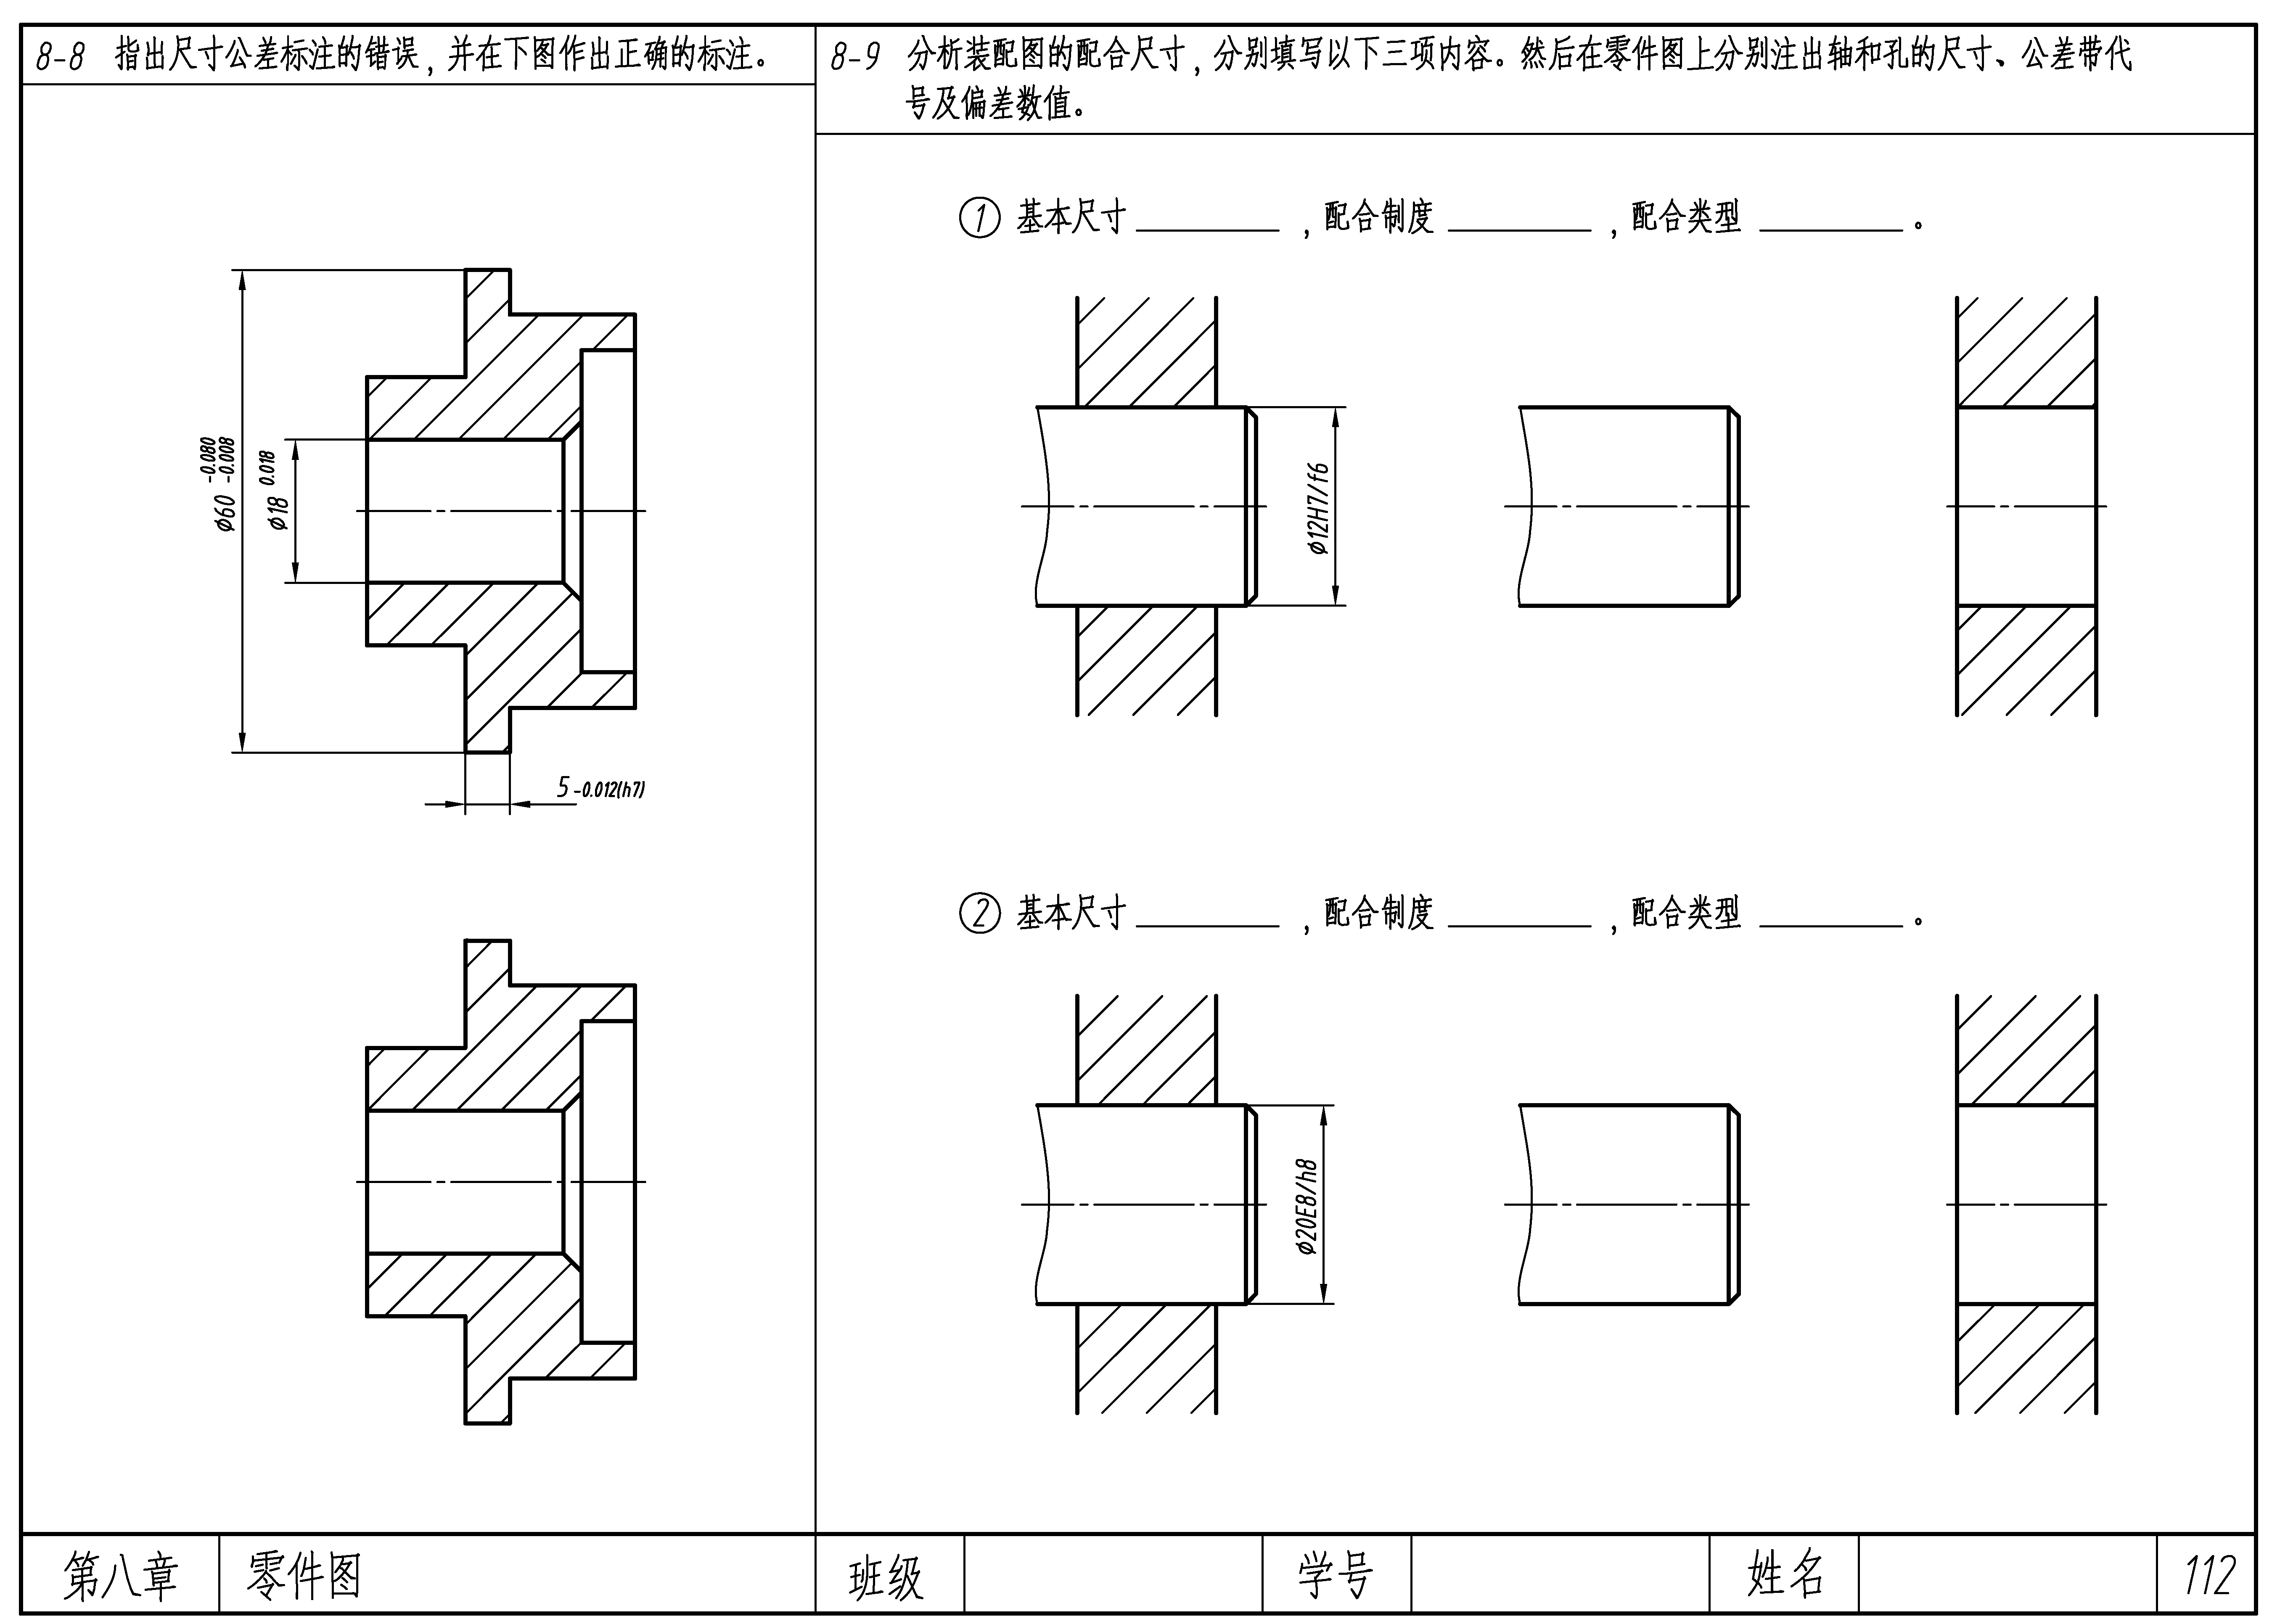 8-8 指出尺寸公差标注的错误，并在下图作出正确的标注。
-0.080
φ60 -0.008
φ18 0.018
5 -0.012(h7)
8-9 分析装配图的配合尺寸，分别填写以下三项内容。然后在零件图上分别注出轴和孔的尺寸、公差带代
号及偏差数值。
① 基本尺寸 ________ ，配合制度 ________ ，配合类型 ________ 。
φ12H7/f6
② 基本尺寸 ________ ，配合制度 ________ ，配合类型 ________ 。
φ20E8/h8
第八章 零件图 班级 学号 姓名 112